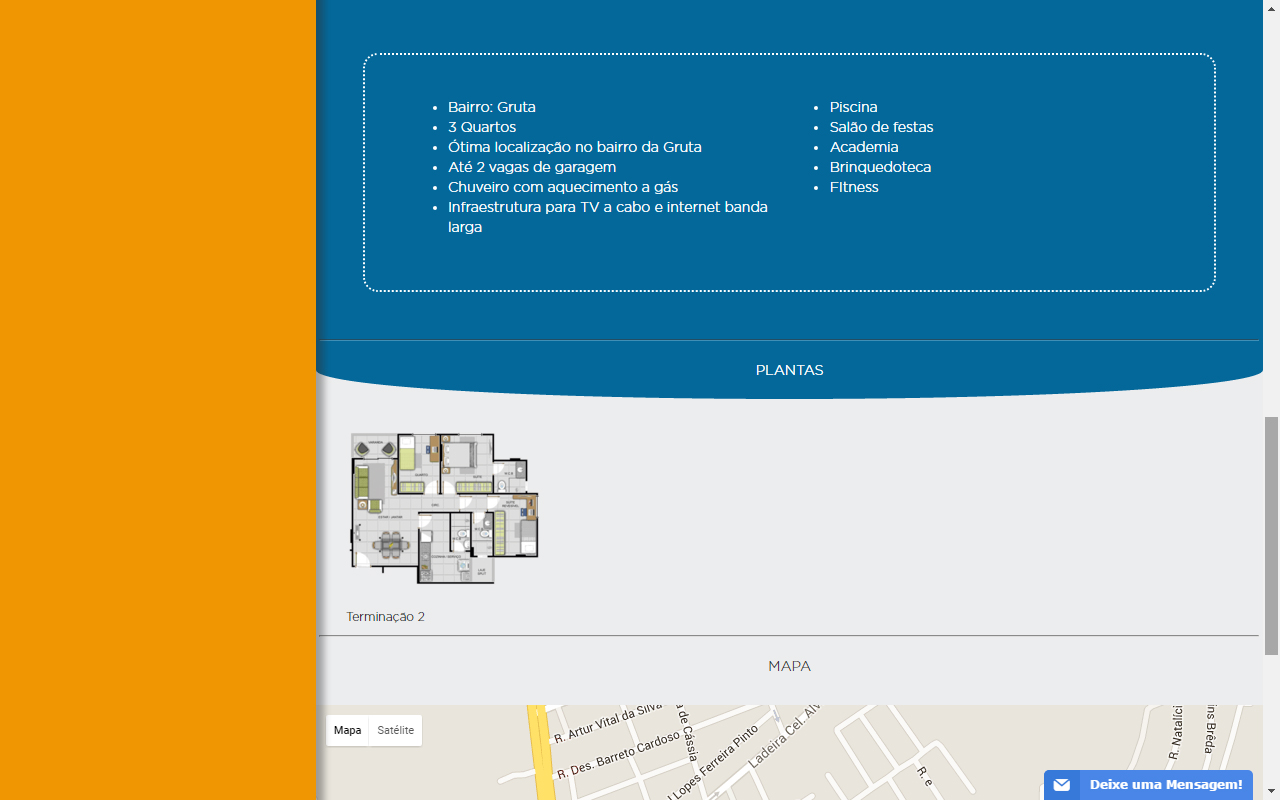 Bairro: Gruta
3 Quartos
Ótima localização no bairro da Gruta
Até 2 vagas de garagem
Chuveiro com aquecimento a gás
Infraestrutura para TV a cabo e internet banda
larga
Piscina
Salão de festas
Academia
Brinquedoteca
FItness
PLANTAS
Terminação 2
MAPA
Mapa
Satélite
R. Artur Vital da Silva
a de Cássia
Ladeira Cel. Alv
R. Des. Barreto Cardoso
l Lopes Ferreira Pinto
R. e
R. Natalíci
ins Brêda
Deixe uma Mensagem!